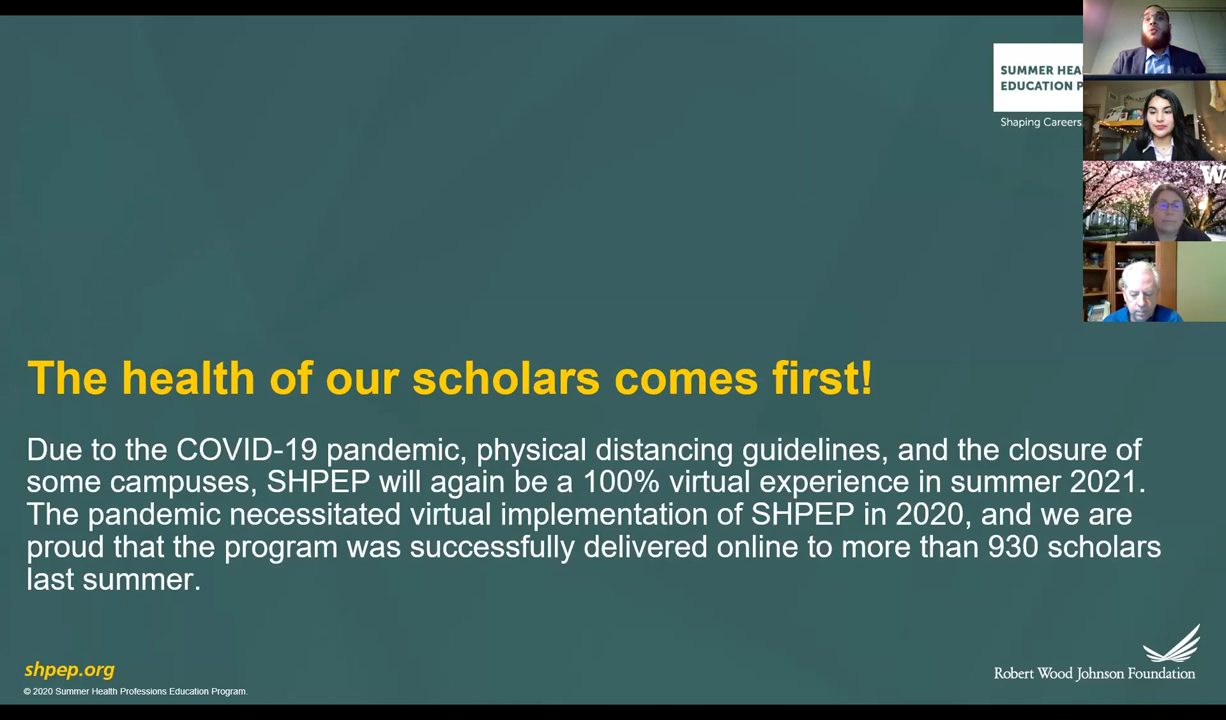 SUMMER HEA
EDUCATION P
Shaping Careers.
W
The health of our scholars comes first!
Due to the COVID-19 pandemic, physical distancing guidelines, and the closure of
some campuses, SHPEP will again be a 100% virtual experience in summer 2021.
The pandemic necessitated virtual implementation of SHPEP in 2020, and we are
proud that the program was successfully delivered online to more than 930 scholars
last summer.
shpep.org
© 2020 Summer Health Professions Education Program.
Robert Wood Johnson Foundation